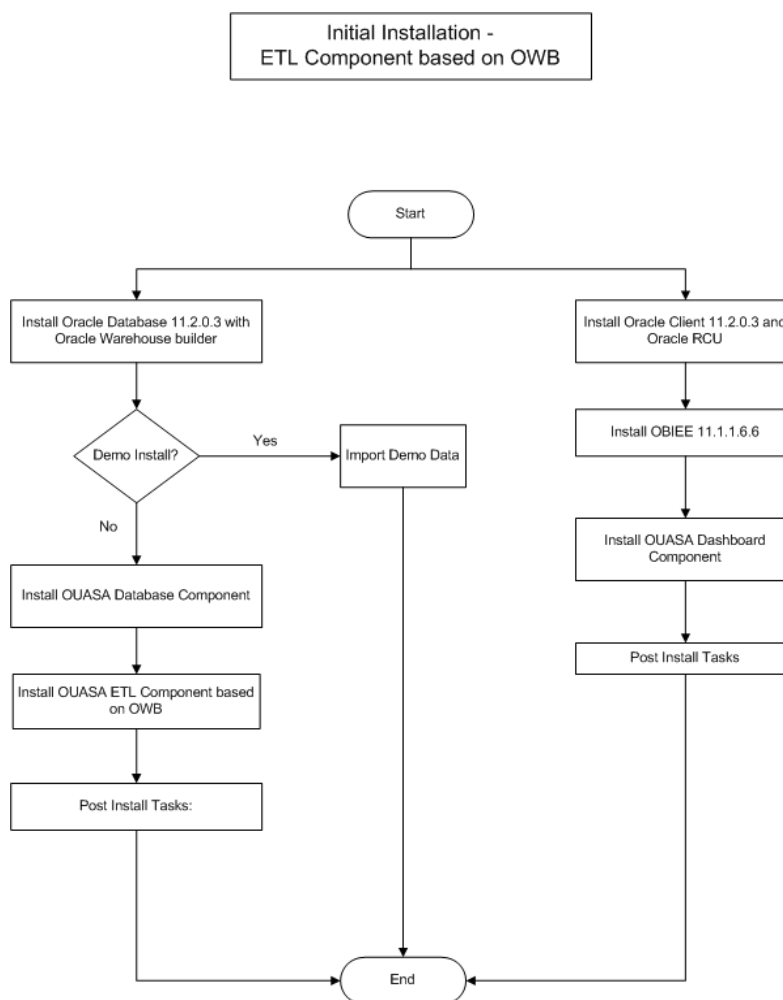 Initial Installation -
ETL Component based on OWB
Start
Install Oracle Database 11.2.0.3 with
Oracle Warehouse builder
Install Oracle Client 11.2.0.3 and
Oracle RCU
Demo Install?
Yes
Import Demo Data
Install OBIEE 11.1.1.6.6
No
Install OUASA Dashboard
Component
Install OUASA Database Component
Post Install Tasks
Install OUASA ETL Component based
on OWB
Post Install Tasks:
End